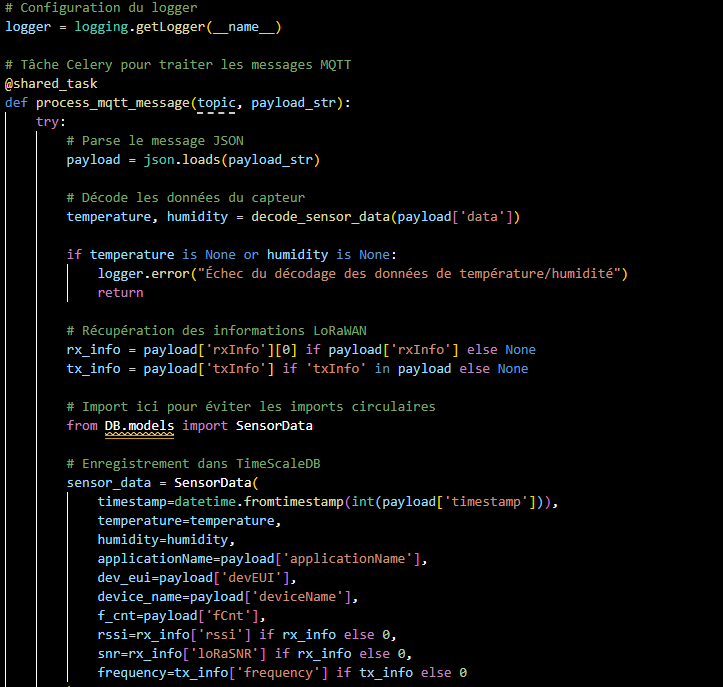 # Configuration du logger
logger = logging.getLogger(__name__)
# Tâche Celery pour traiter les messages MQTT
@shared_task
def process_mqtt_message(topic, payload_str):
try:
# Parse le message JSON
payload = json.loads(payload_str)
# Décode les données du capteur
temperature, humidity = decode_sensor_data(payload['data'])
if temperature is None or humidity is None:
logger.error("Échec du décodage des données de température/humidité")
return
# Récupération des informations LoRaWAN
rx_info = payload['rxInfo'][0] if payload['rxInfo'] else None
tx_info = payload['txInfo'] if 'txInfo' in payload else None
# Import ici pour éviter les imports circulaires
from DB.models import SensorData
# Enregistrement dans TimeScaleDB
sensor_data = SensorData(
timestamp=datetime.fromtimestamp(int(payload['timestamp'])),
temperature=temperature,
humidity=humidity,
applicationName=payload['applicationName'],
dev_eui=payload['devEUI'],
device_name=payload['deviceName'],
f_cnt=payload['fCnt'],
rssi=rx_info['rssi'] if rx_info else 0,
snr=rx_info['loRaSNR'] if rx_info else 0,
frequency=tx_info['frequency'] if tx_info else 0